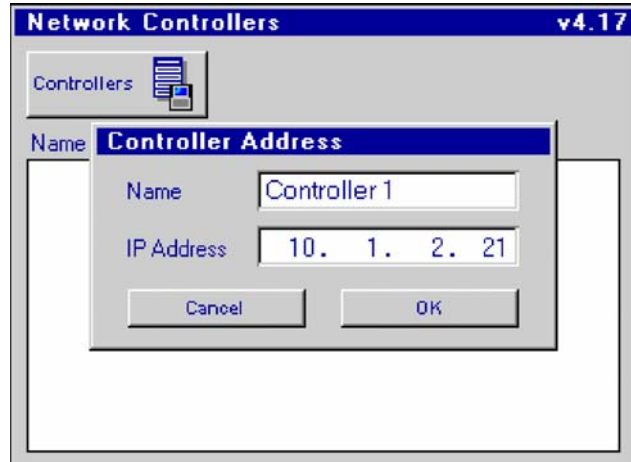 Network Controllers v4.17
Controllers
Name
Controller Address
Name Controller 1
IP Address 10. 1. 2. 21
Cancel OK